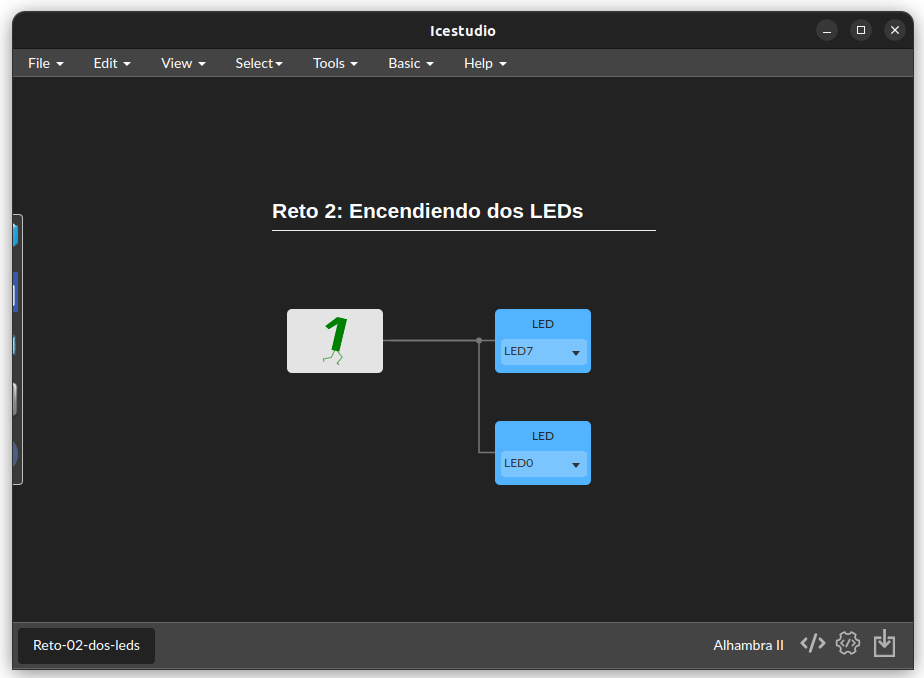 Icestudio
File Edit View Select Tools Basic Help
Reto 2: Encendiendo dos LEDs
1
LED
LED7
LED
LED0
Reto-02-dos-leds
Alhambra II </>